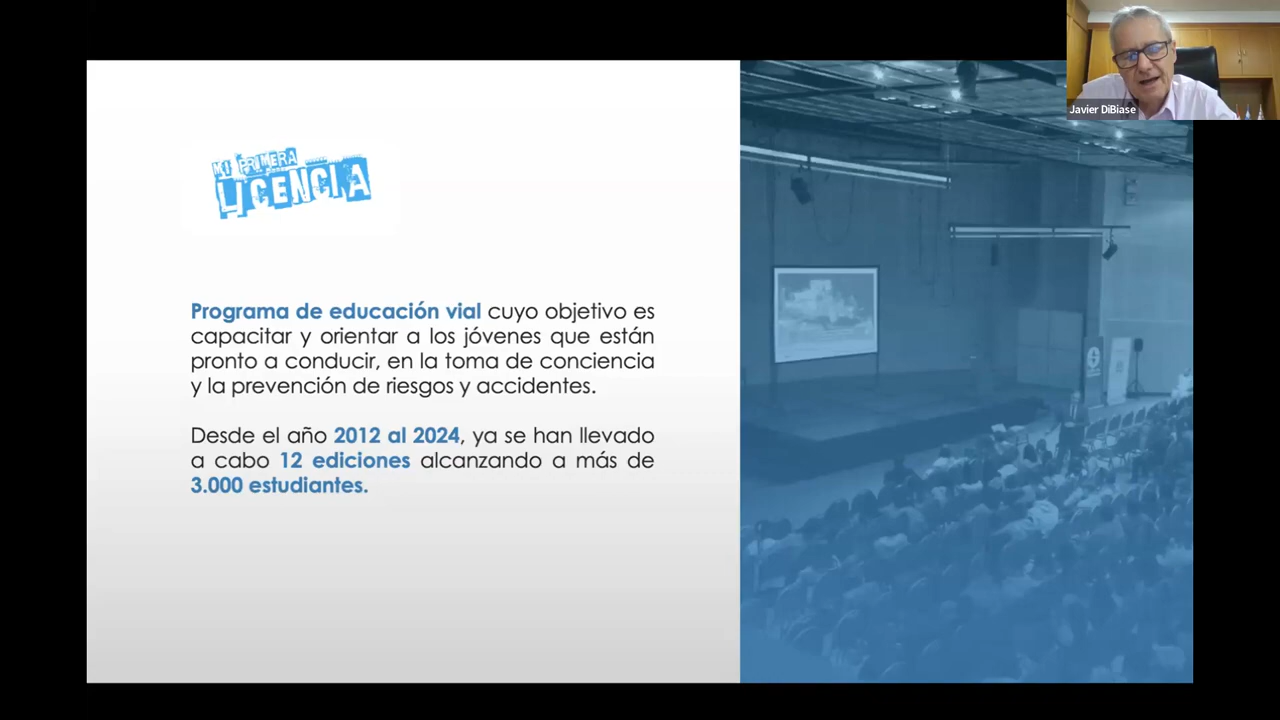 Javier DiBiase
MI PRIMERA
LICENCIA
Programa de educación vial cuyo objetivo es
capacitar y orientar a los jóvenes que están
pronto a conducir, en la toma de conciencia
y la prevención de riesgos y accidentes.
Desde el año 2012 al 2024, ya se han llevado
a cabo 12 ediciones alcanzando a más de
3.000 estudiantes.